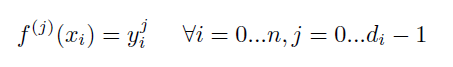 f^{(j)}(x_i) = y_i^j  ∀i = 0...n, j = 0...d_i − 1